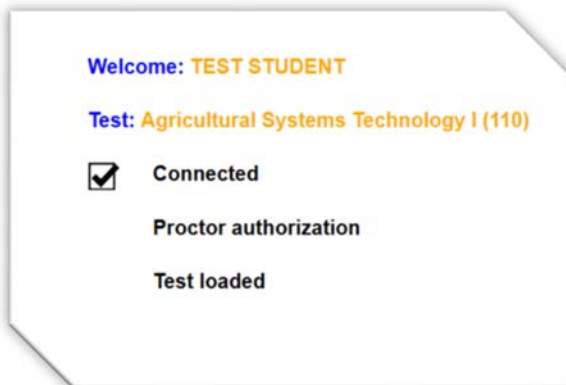 Welcome: TEST STUDENT
Test: Agricultural Systems Technology I (110)
Connected
Proctor authorization
Test loaded